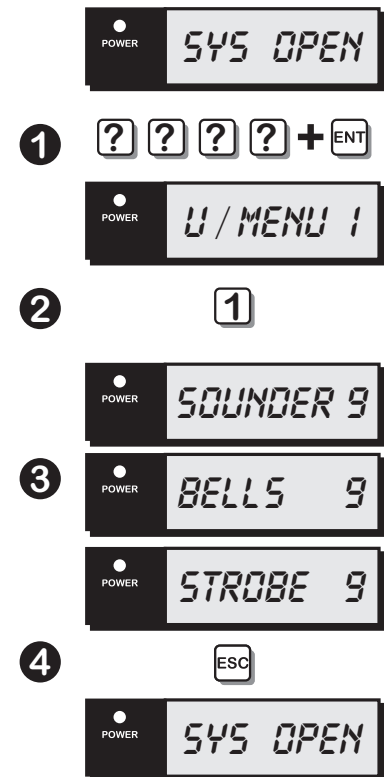 POWER SYS OPEN
1 ? ? ? ? + ENT
POWER U/MENU 1
2 1
POWER SOUNDER 9
3
POWER BELLS 9
POWER STROBE 9
4 ESC
POWER SYS OPEN